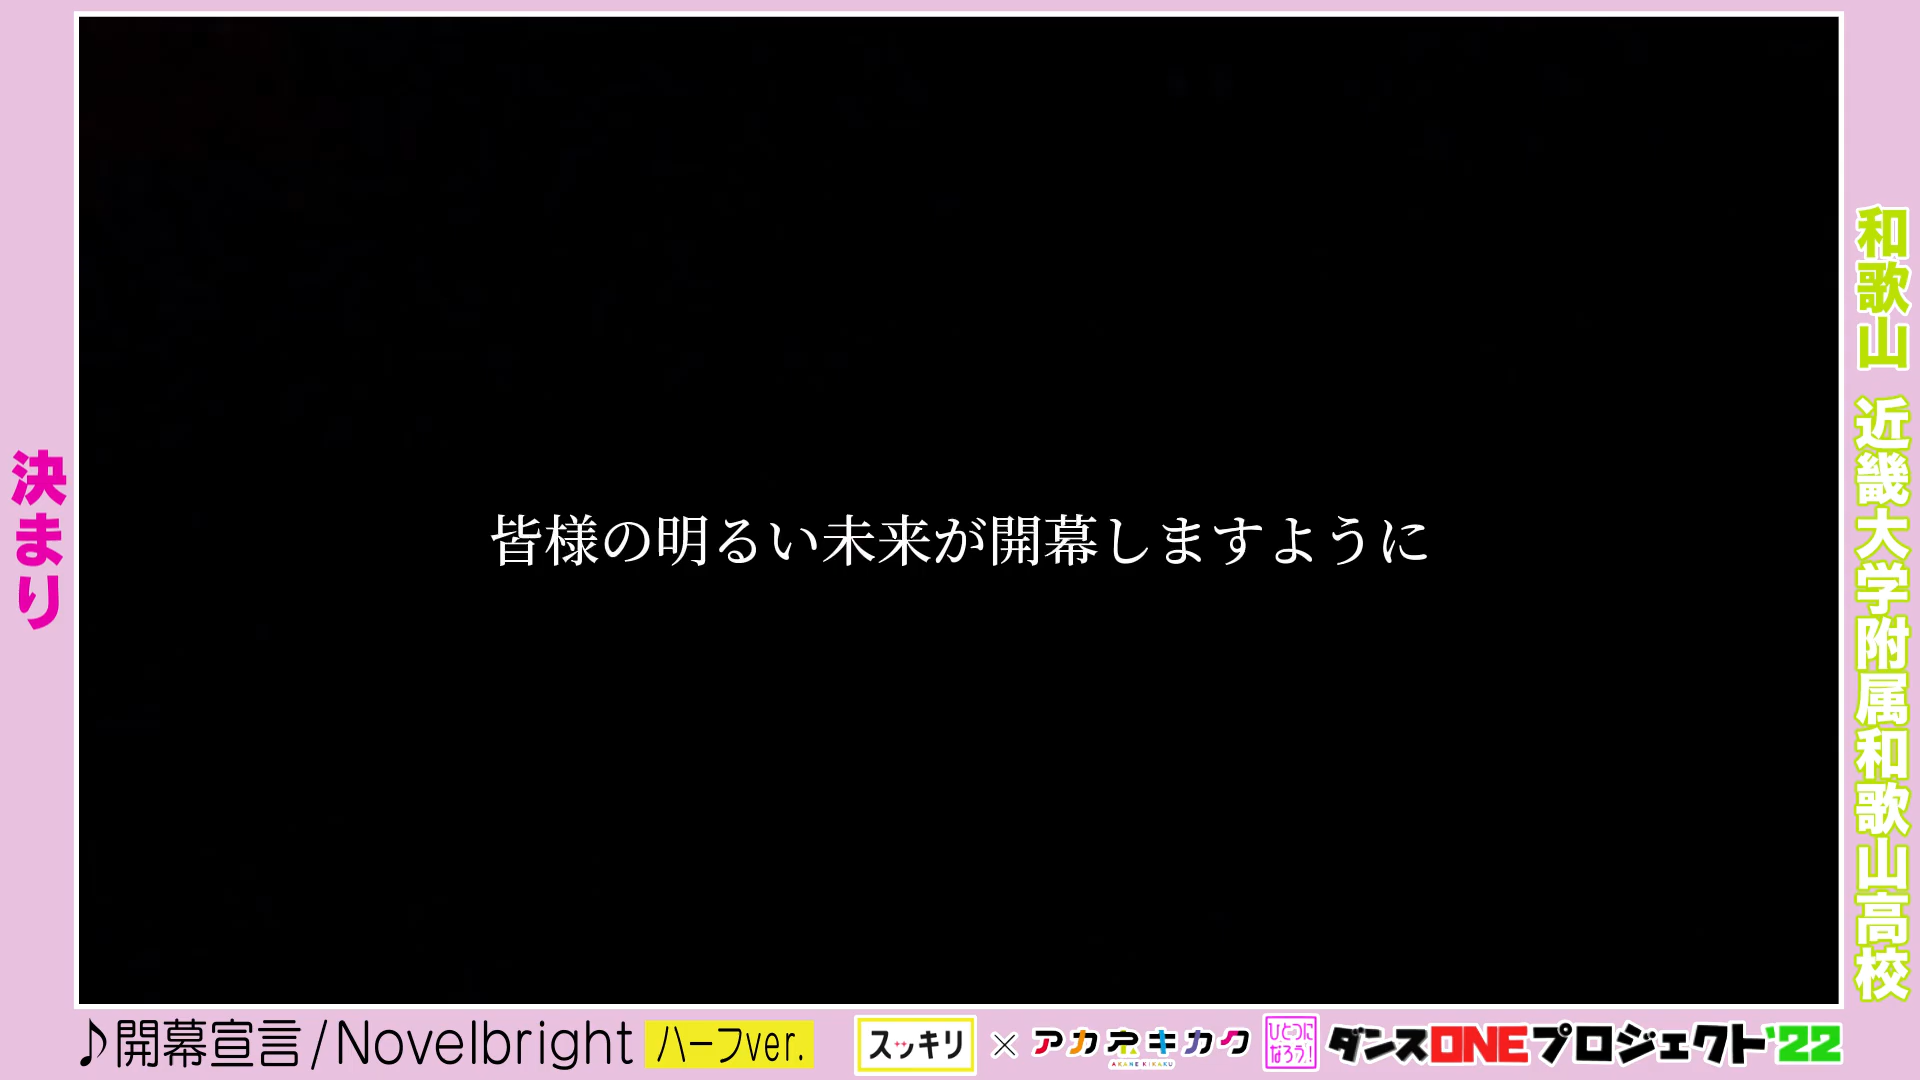 皆様の明るい未来が開幕しますように
決まり
和歌山 近畿大学附属和歌山高校
♪開幕宣言/Novelbright ハーフver.
スッキリ × アカネキカク AKANE KIKAKU ひとつになろう! ダンスONEプロジェクト'22